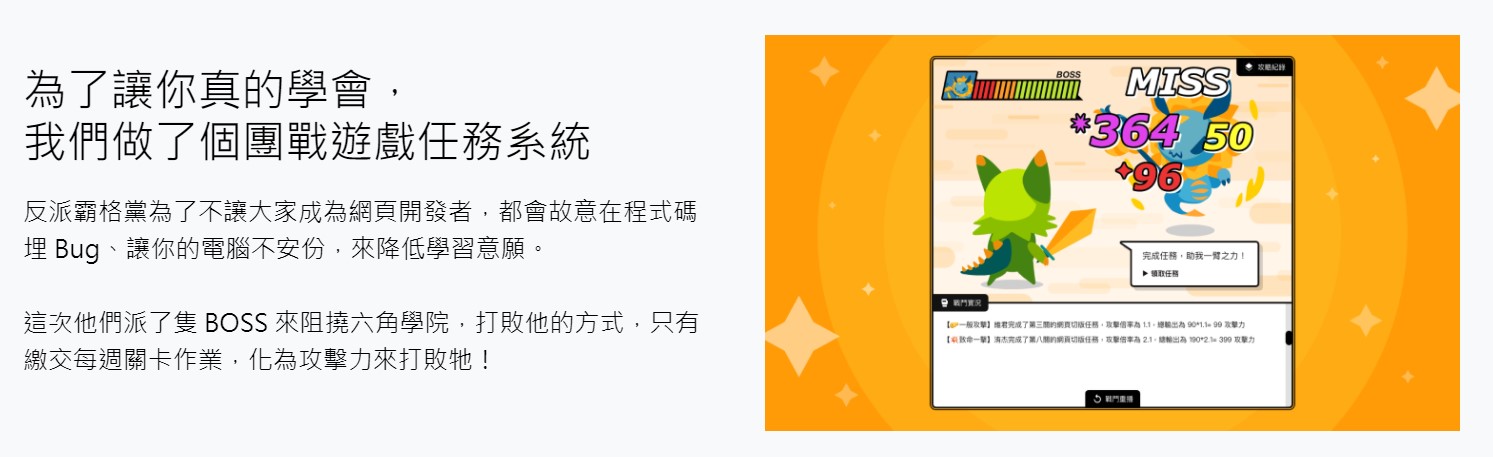 為了讓你真的學會，
我們做了個團戰遊戲任務系統
反派霸格黨為了不讓大家成為網頁開發者，都會故意在程式碼
埋 Bug、讓你的電腦不安份，來降低學習意願。
這次他們派了隻 BOSS 來阻撓六角學院，打敗他的方式，只有
繳交每週關卡作業，化為攻擊力來打敗牠！
攻略紀錄
BOSS
MISS
*364
50
96
完成任務，助我一臂之力！
▶ 領取任務
戰鬥實況
【一般攻擊】維君完成了第三關的網頁切版任務，攻擊倍率為 1.1，總輸出為 90*1.1= 99 攻擊力
【致命一擊】洧杰完成了第八關的網頁切版任務，攻擊倍率為 2.1，總輸出為 190*2.1= 399 攻擊力
戰鬥重播